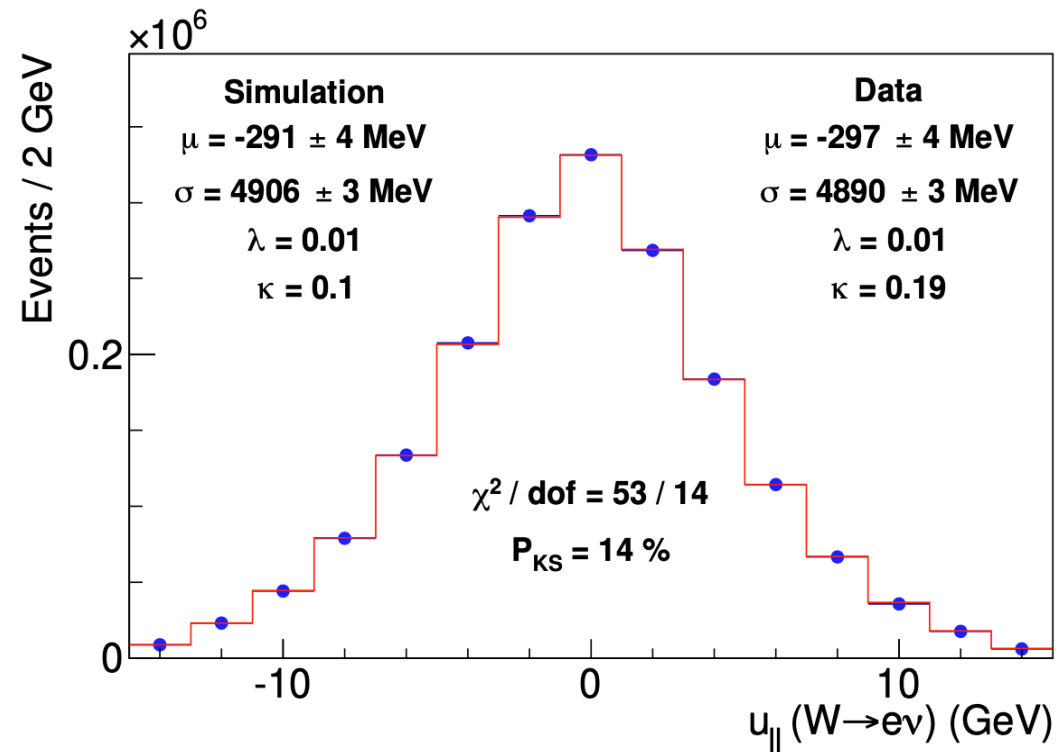 ×10⁶
Events / 2 GeV
Simulation
μ = -291 ± 4 MeV
σ = 4906 ± 3 MeV
λ = 0.01
κ = 0.1
Data
μ = -297 ± 4 MeV
σ = 4890 ± 3 MeV
λ = 0.01
κ = 0.19
χ² / dof = 53 / 14
P_KS = 14 %
0.2
0
-10 0 10
u_|| (W→eν) (GeV)